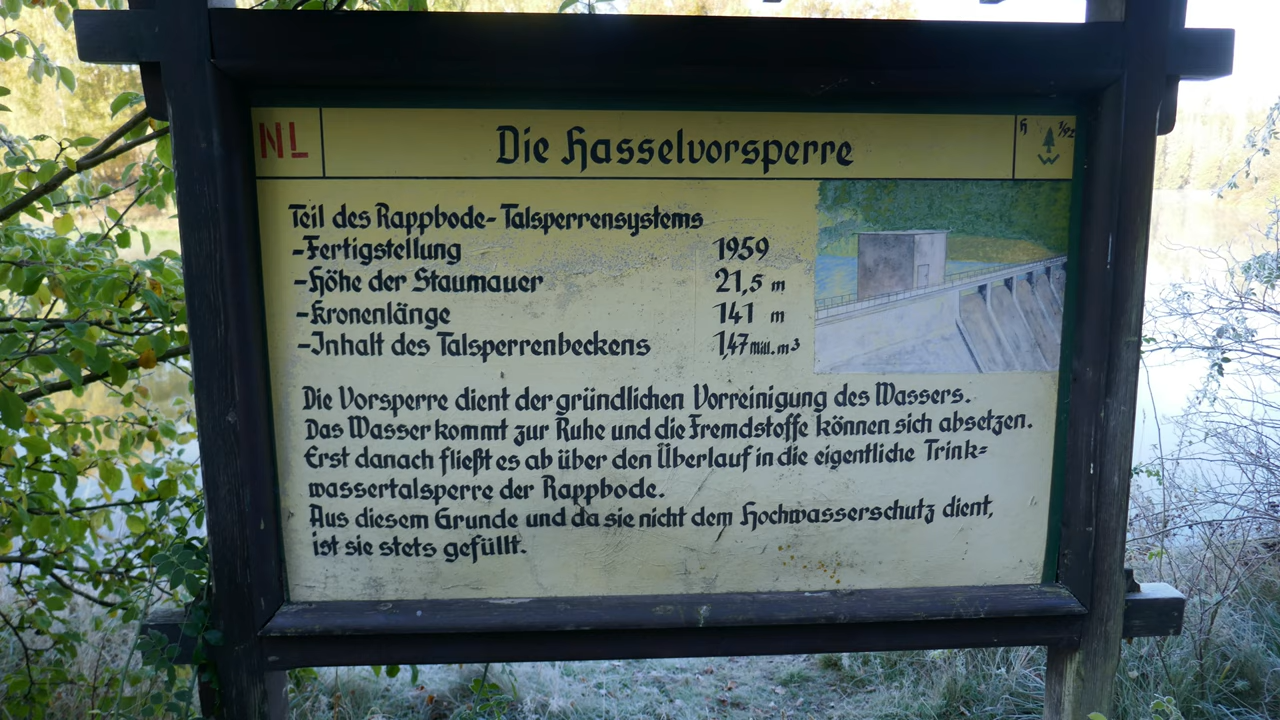 NL
Die Hasselvorsperre
H 7/92
Teil des Rappbode-Talsperrensystems
-Fertigstellung 1959
-Höhe der Staumauer 21,5 m
-Kronenlänge 141 m
-Inhalt des Talsperrenbeckens 1,47 Mill. m³
Die Vorsperre dient der gründlichen Vorreinigung des Wassers.
Das Wasser kommt zur Ruhe und die Fremdstoffe können sich absetzen.
Erst danach fließt es ab über den Überlauf in die eigentliche Trink=
wassertalsperre der Rappbode.
Aus diesem Grunde und da sie nicht dem Hochwasserschutz dient,
ist sie stets gefüllt.